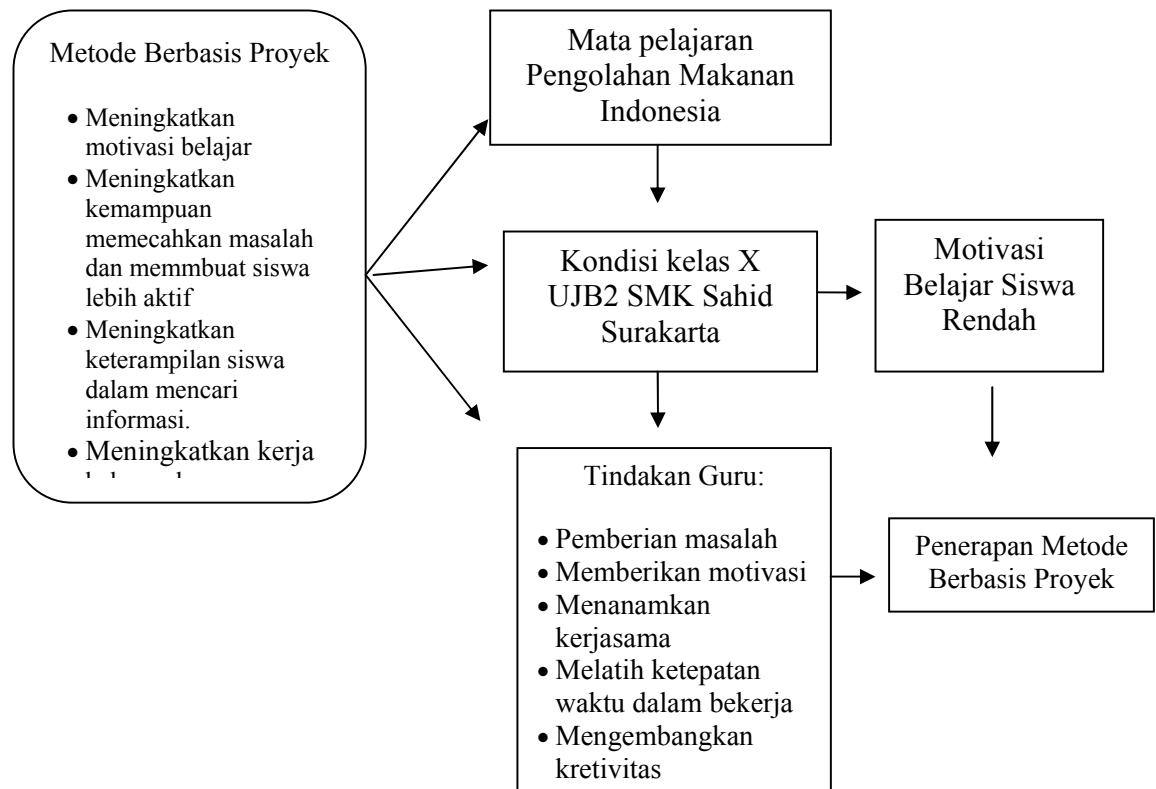 Metode Berbasis Proyek
• Meningkatkan
motivasi belajar
• Meningkatkan
kemampuan
memecahkan masalah
dan memmbuat siswa
lebih aktif
• Meningkatkan
keterampilan siswa
dalam mencari
informasi.
• Meningkatkan kerja
Mata pelajaran
Pengolahan Makanan
Indonesia
Kondisi kelas X
UJB2 SMK Sahid
Surakarta
Motivasi
Belajar Siswa
Rendah
Tindakan Guru:
• Pemberian masalah
• Memberikan motivasi
• Menanamkan
kerjasama
• Melatih ketepatan
waktu dalam bekerja
• Mengembangkan
kretivitas
Penerapan Metode
Berbasis Proyek